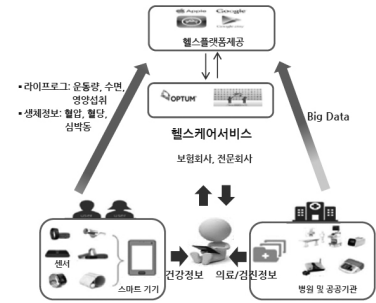 Apple Google
헬스플랫폼제공
▪ 라이프로그: 운동량, 수면,
영양섭취
▪ 생체정보: 혈압, 혈당,
심박동
OPTUM
Big Data
헬스케어서비스
보험회사, 전문회사
센서
스마트 기기
건강정보
의료/검진정보
병원 및 공공기관